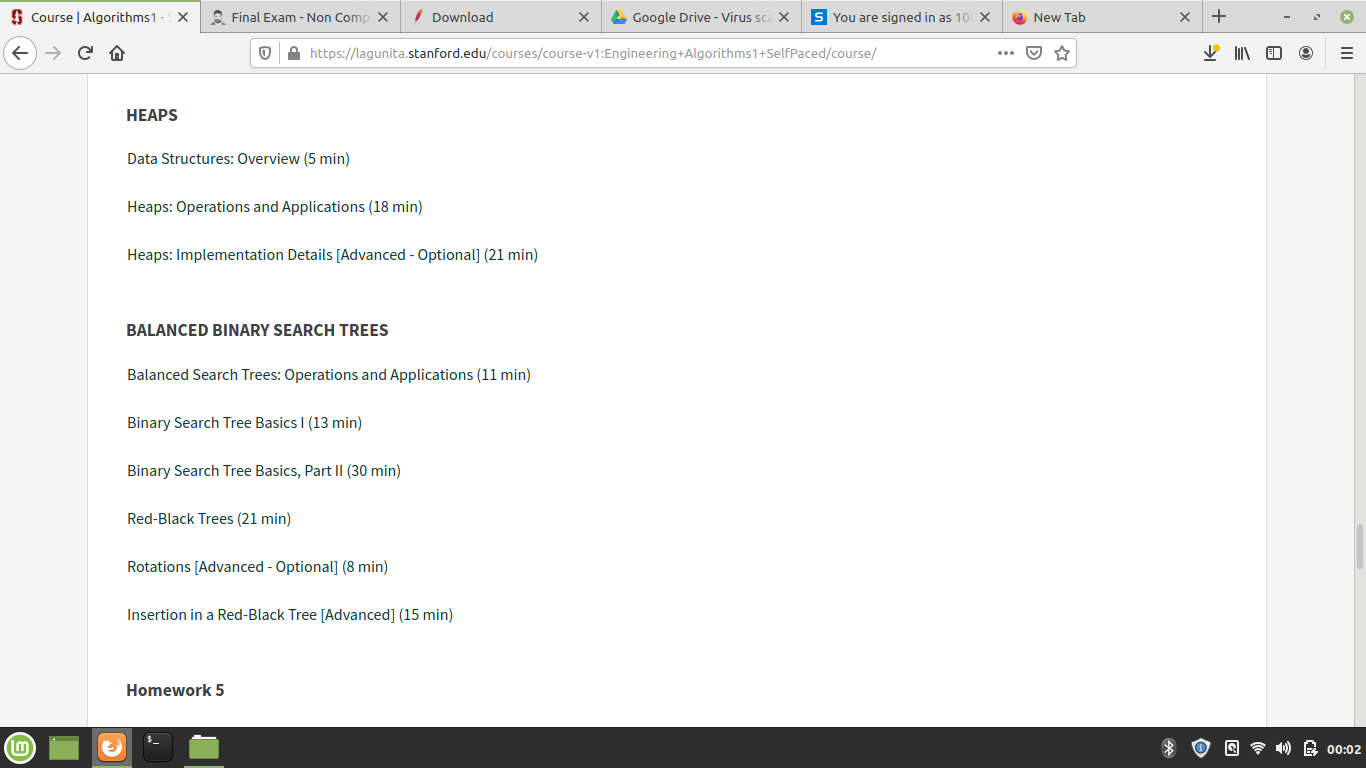 Course | Algorithms1 -
Final Exam - Non Comp
Download
Google Drive - Virus sca
You are signed in as 10
New Tab
https://lagunita.stanford.edu/courses/course-v1:Engineering+Algorithms1+SelfPaced/course/
HEAPS
Data Structures: Overview (5 min)
Heaps: Operations and Applications (18 min)
Heaps: Implementation Details [Advanced - Optional] (21 min)
BALANCED BINARY SEARCH TREES
Balanced Search Trees: Operations and Applications (11 min)
Binary Search Tree Basics I (13 min)
Binary Search Tree Basics, Part II (30 min)
Red-Black Trees (21 min)
Rotations [Advanced - Optional] (8 min)
Insertion in a Red-Black Tree [Advanced] (15 min)
Homework 5
00:02